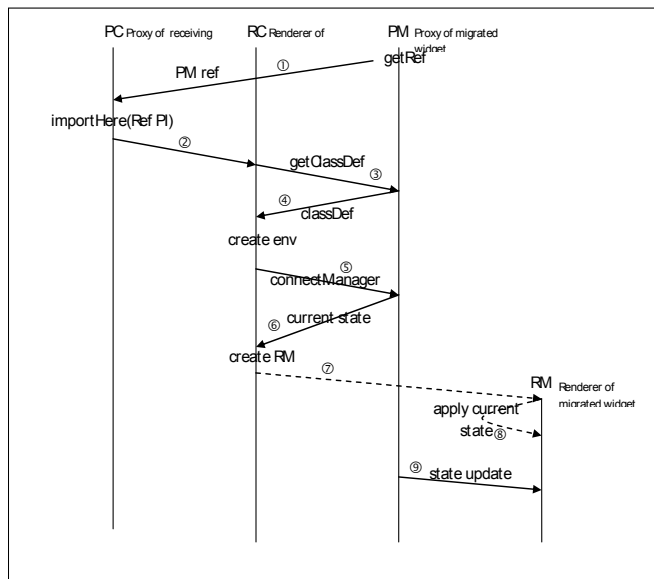 PC Proxy of receiving RC Renderer of PM Proxy of migrated
widget
getRef
①
PM ref
importHere(Ref PI)
②
getClassDef
③
④
classDef
create env
⑤
connectManager
current state
⑥
create RM
⑦
RM Renderer of
migrated widget
apply current
state⑧
⑨ state update